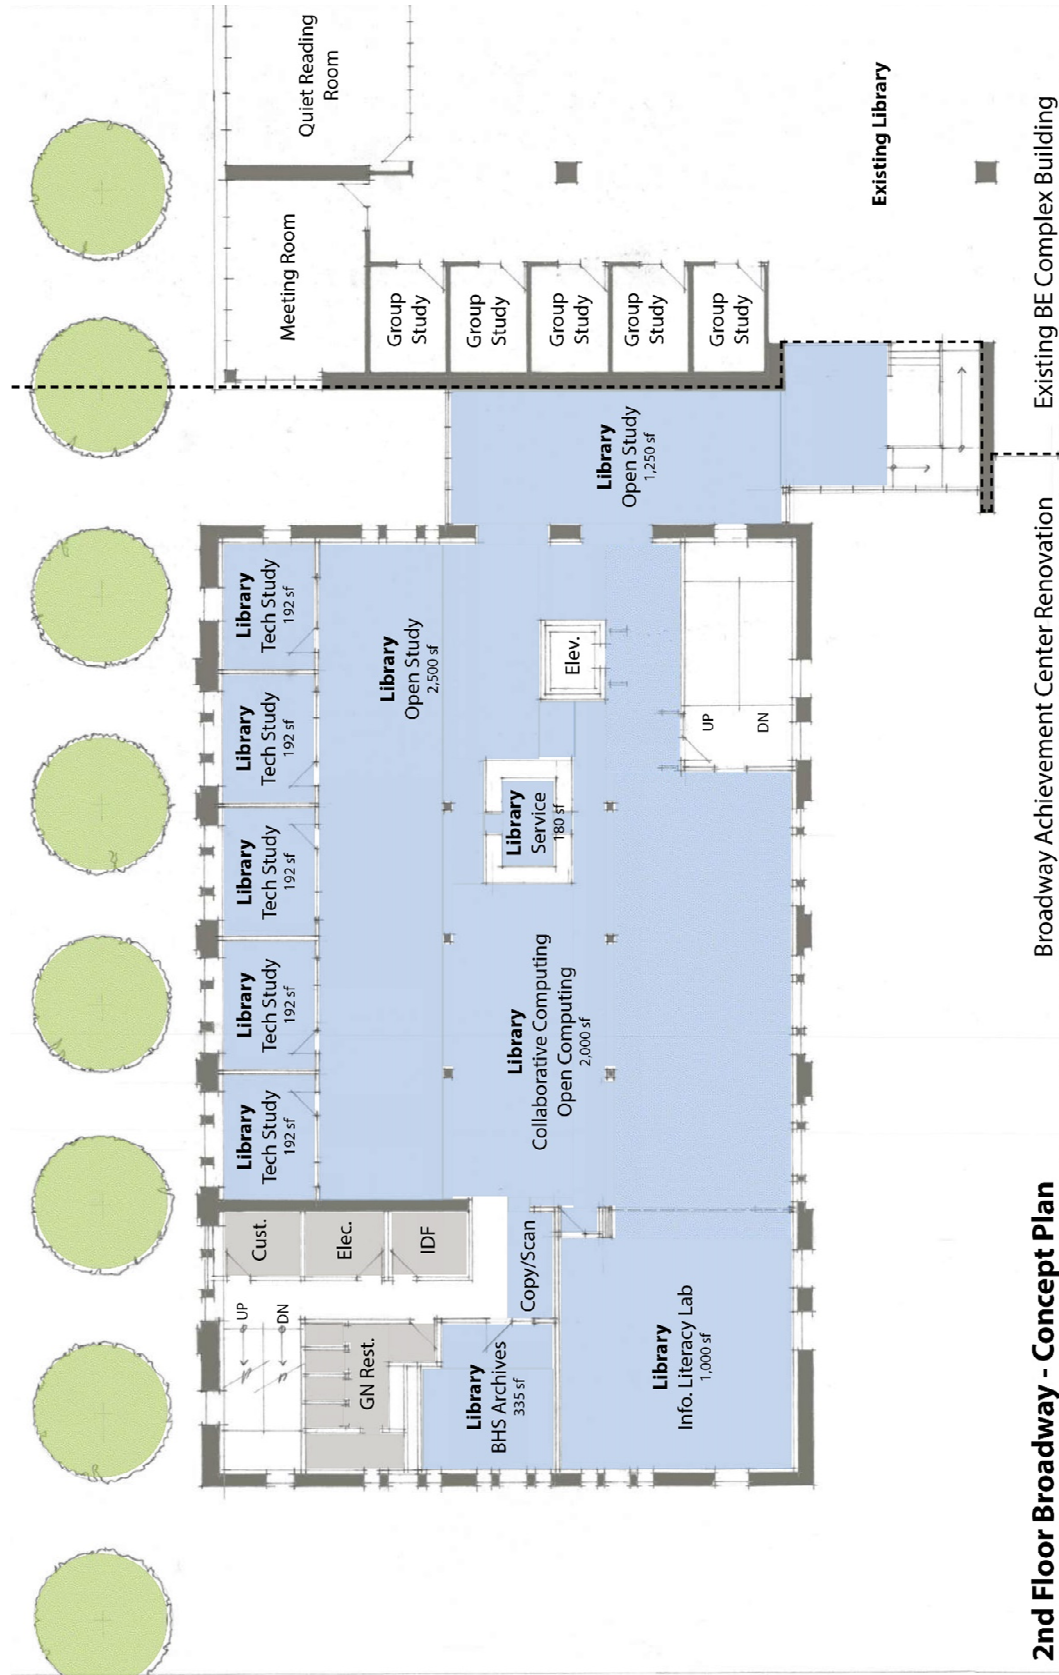 Cust.
Elec.
IDF
UP
DN
GN Rest.
Library
BHS Archives
335 sf
Copy/Scan
Library
Info. Literacy Lab
1,000 sf
Library
Tech Study
192 sf
Library
Tech Study
192 sf
Library
Tech Study
192 sf
Library
Tech Study
192 sf
Library
Tech Study
192 sf
Library
Open Study
2,500 sf
Library
Collaborative Computing
Open Computing
2,000 sf
Library
Service
180 sf
Elev.
UP
DN
Library
Open Study
1,250 sf
Meeting Room
Quiet Reading
Room
Group
Study
Group
Study
Group
Study
Group
Study
Group
Study
Existing Library
2nd Floor Broadway - Concept Plan
Broadway Achievement Center Renovation
Existing BE Complex Building